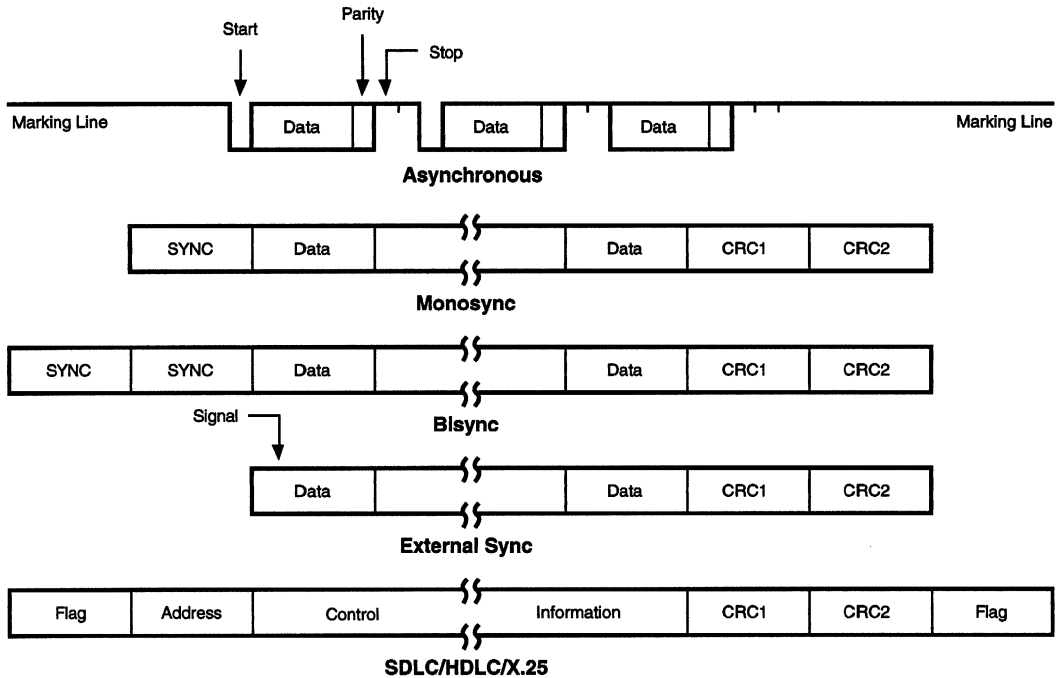 Parity
Start
Stop
Marking Line Data Data Data Marking Line
Asynchronous
SYNC Data Data CRC1 CRC2
Monosync
SYNC SYNC Data Data CRC1 CRC2
Signal
BIsync
Data Data CRC1 CRC2
External Sync
Flag Address Control Information CRC1 CRC2 Flag
SDLC/HDLC/X.25